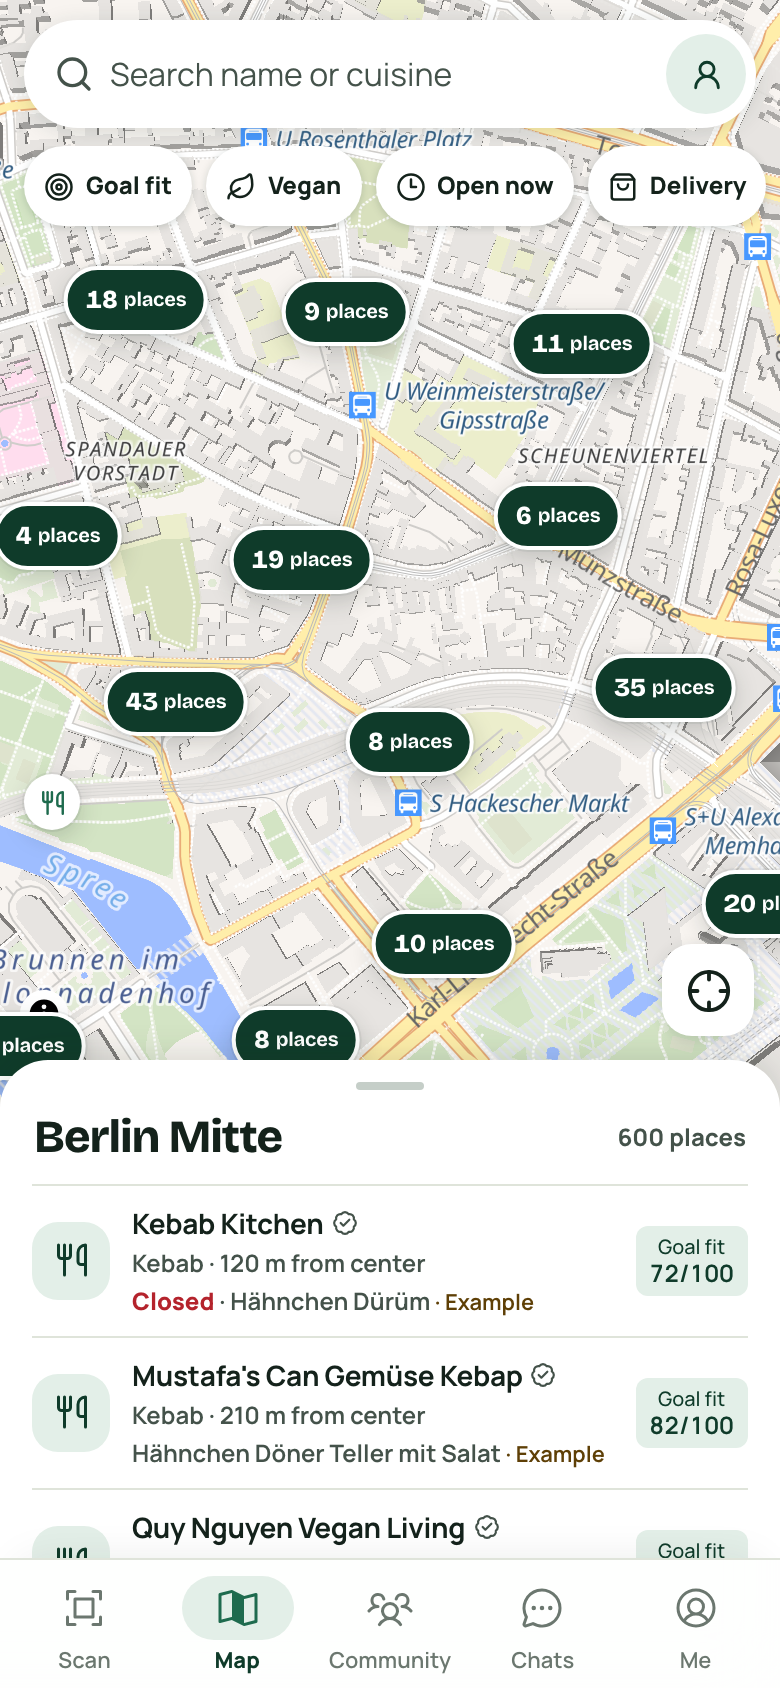 Search name or cuisine
U Rosenthaler Platz
Goal fit
Vegan
Open now
Delivery
18 places
9 places
11 places
U Weinmeisterstraße/
Gipsstraße
SPANDAUER
VORSTADT
SCHEUNENVIERTEL
4 places
19 places
6 places
Münzstraße
43 places
35 places
8 places
S Hackescher Markt
S+U
Spree
20
10 places
Brunnen im
places
8 places
Berlin Mitte
600 places
Kebab Kitchen
Kebab · 120 m from center
Closed · Hähnchen Dürüm · Example
Goal fit
72/100
Mustafa's Can Gemüse Kebap
Kebab · 210 m from center
Hähnchen Döner Teller mit Salat · Example
Goal fit
82/100
Quy Nguyen Vegan Living
Goal fit
Scan
Map
Community
Chats
Me